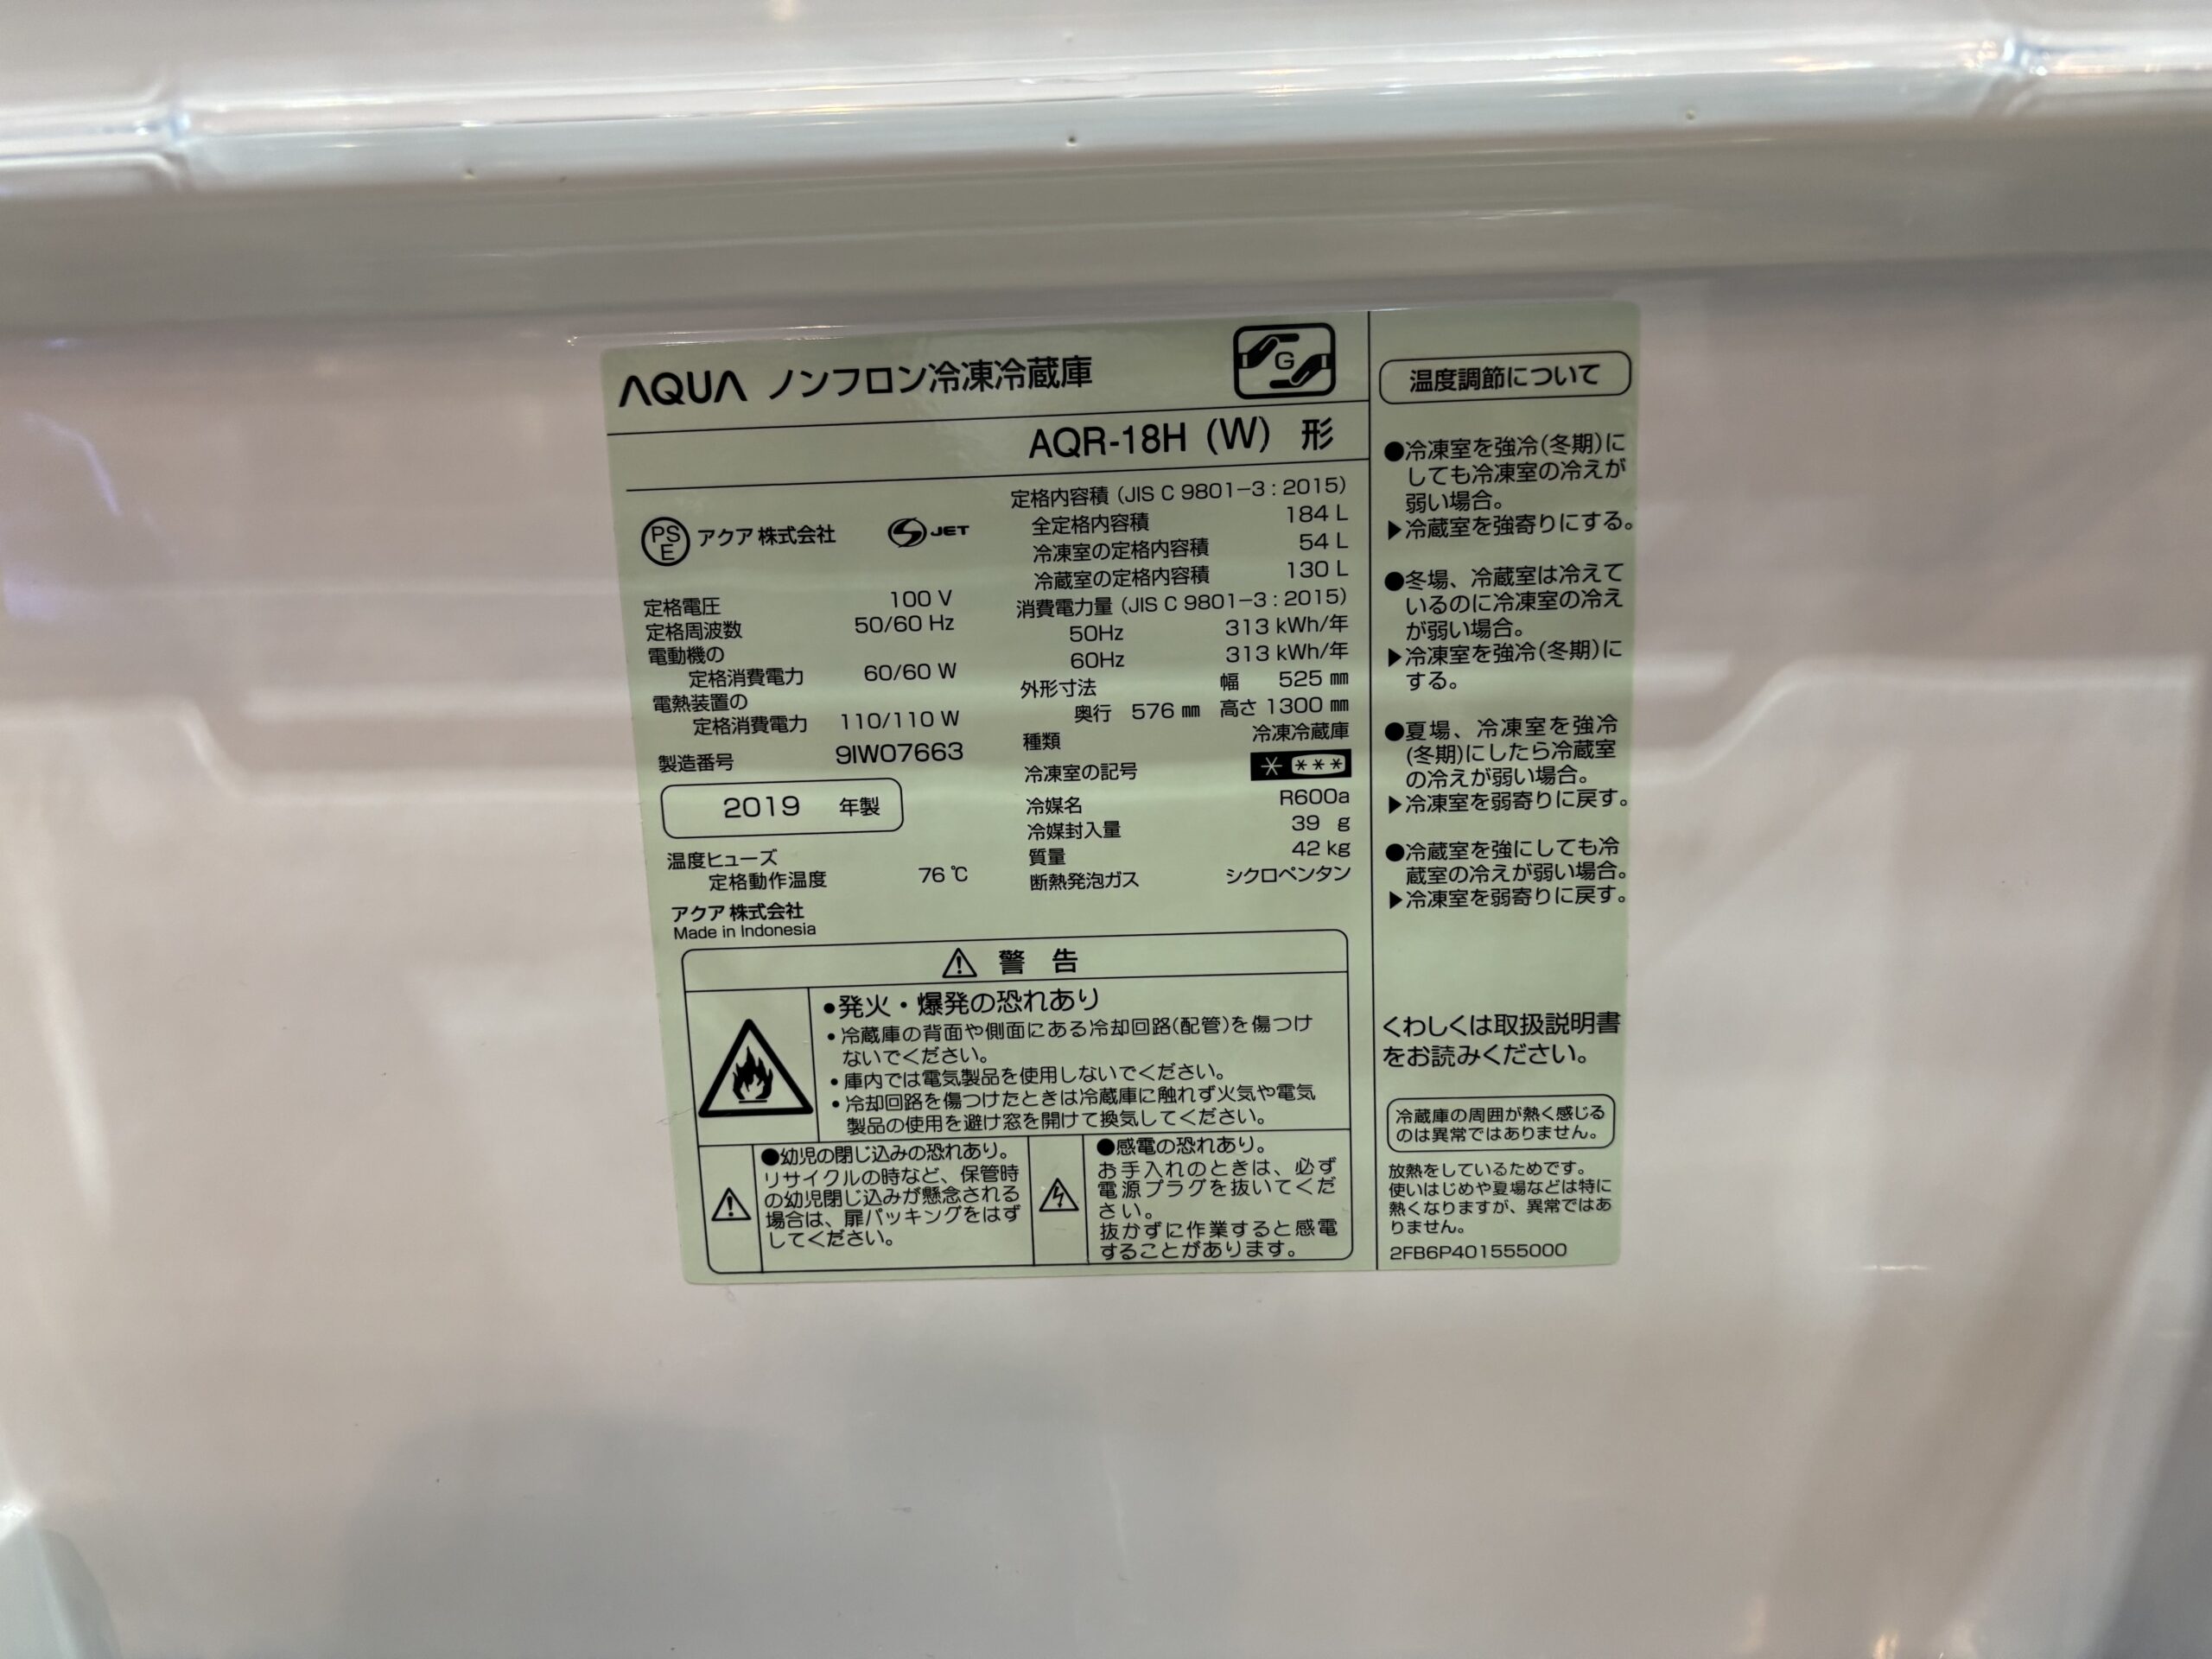 AQUA ノンフロン冷凍冷蔵庫
G
AQR-18H (W) 形
PS
E
アクア 株式会社
S JET
定格電圧 100 V
定格周波数 50/60 Hz
電動機の
定格消費電力 60/60 W
電熱装置の
定格消費電力 110/110 W
製造番号 9IW07663
2019 年製
温度ヒューズ
定格動作温度 76 ℃
アクア 株式会社
Made in Indonesia
定格内容積 (JIS C 9801-3 : 2015)
全定格内容積 184 L
冷凍室の定格内容積 54 L
冷蔵室の定格内容積 130 L
消費電力量 (JIS C 9801-3 : 2015)
50Hz 313 kWh/年
60Hz 313 kWh/年
外形寸法 幅 525 ㎜
奥行 576 ㎜ 高さ 1300 ㎜
種類 冷凍冷蔵庫
冷凍室の記号 * ***
冷媒名 R600a
冷媒封入量 39 g
質量 42 kg
断熱発泡ガス シクロペンタン
⚠ 警 告
●発火・爆発の恐れあり
・冷蔵庫の背面や側面にある冷却回路(配管)を傷つけ
ないでください。
・庫内では電気製品を使用しないでください。
・冷却回路を傷つけたときは冷蔵庫に触れず火気や電気
製品の使用を避け窓を開けて換気してください。
●幼児の閉じ込みの恐れあり。
リサイクルの時など、保管時
の幼児閉じ込みが懸念される
場合は、扉パッキングをはず
してください。
●感電の恐れあり。
お手入れのときは、必ず
電源プラグを抜いてくだ
さい。
抜かずに作業すると感電
することがあります。
温度調節について
●冷凍室を強冷(冬期)に
しても冷凍室の冷えが
弱い場合。
▶冷蔵室を強寄りにする。
●冬場、冷蔵室は冷えて
いるのに冷凍室の冷え
が弱い場合。
▶冷凍室を強冷(冬期)に
する。
●夏場、冷凍室を強冷
(冬期)にしたら冷蔵室
の冷えが弱い場合。
▶冷凍室を弱寄りに戻す。
●冷蔵室を強にしても冷
蔵室の冷えが弱い場合。
▶冷凍室を弱寄りに戻す。
くわしくは取扱説明書
をお読みください。
冷蔵庫の周囲が熱く感じる
のは異常ではありません。
放熱をしているためです。
使いはじめや夏場などは特に
熱くなりますが、異常ではあ
りません。
2FB6P401555000